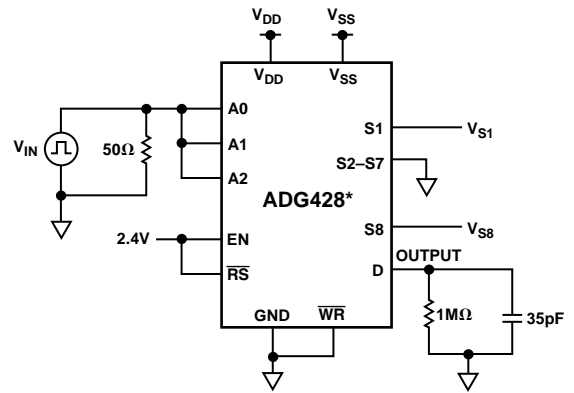 VDD
VSS
VDD
VSS
A0
A1
A2
VIN
50Ω
S1
VS1
S2–S7
ADG428*
S8
VS8
2.4V
EN
RS
OUTPUT
D
GND
WR
1MΩ
35pF